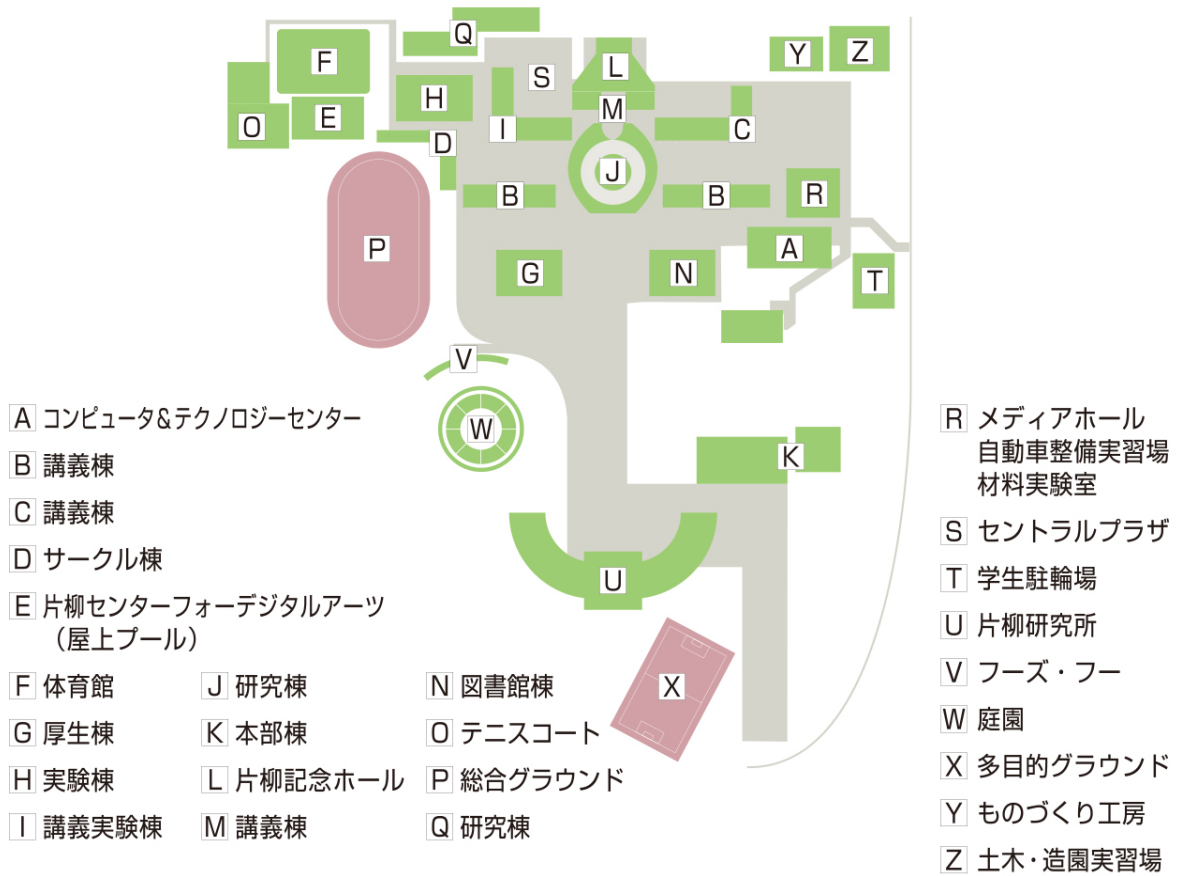 Q
F
L
Y
Z
S
H
E
M
O
I
C
D
J
B
B
R
P
A
G
N
T
V
W
K
U
X
A コンピュータ&テクノロジーセンター
B 講義棟
C 講義棟
D サークル棟
E 片柳センターフォーデジタルアーツ
（屋上プール）
F 体育館
G 厚生棟
H 実験棟
I 講義実験棟
J 研究棟
K 本部棟
L 片柳記念ホール
M 講義棟
N 図書館棟
O テニスコート
P 総合グラウンド
Q 研究棟
R メディアホール
自動車整備実習場
材料実験室
S セントラルプラザ
T 学生駐輪場
U 片柳研究所
V フーズ・フー
W 庭園
X 多目的グラウンド
Y ものづくり工房
Z 土木・造園実習場